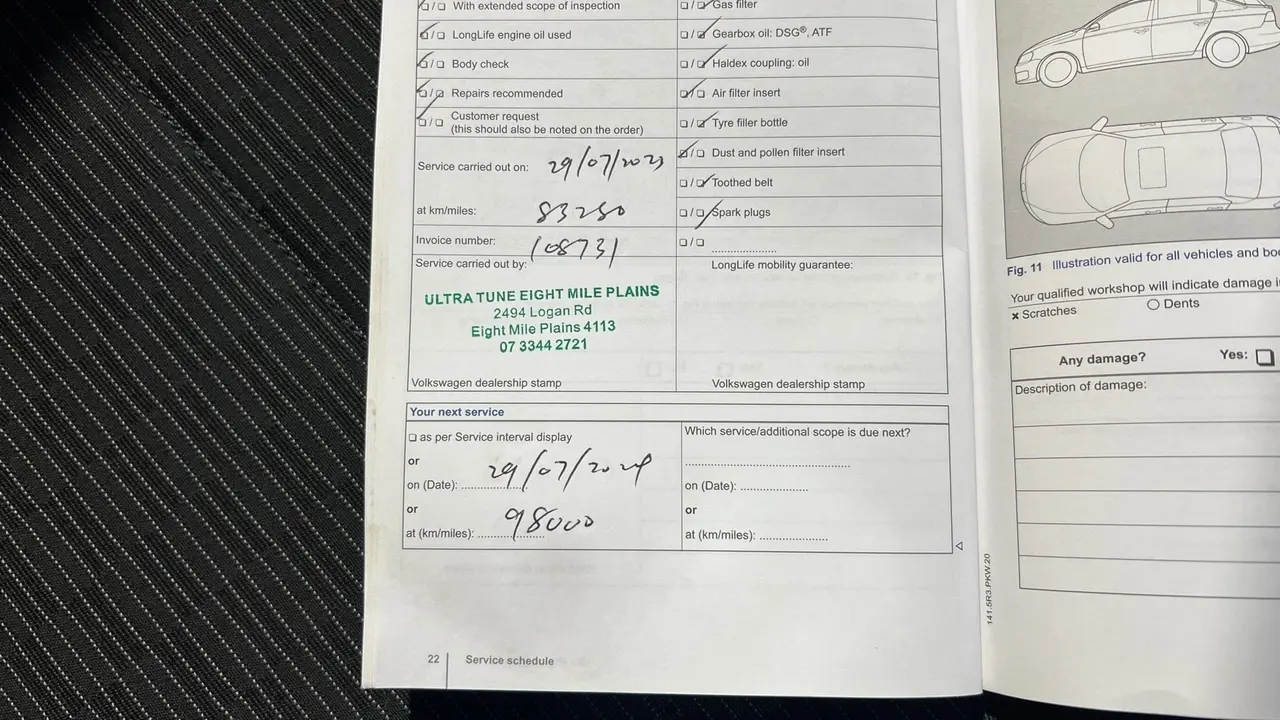 With extended scope of inspection
LongLife engine oil used
Body check
Repairs recommended
Customer request
(this should also be noted on the order)
Service carried out on: 29/07/2023
at km/miles: 83250
Invoice number: 108731
Service carried out by:
ULTRA TUNE EIGHT MILE PLAINS
2494 Logan Rd
Eight Mile Plains 4113
07 3344 2721
Volkswagen dealership stamp
Gas filter
Gearbox oil: DSG®, ATF
Haldex coupling: oil
Air filter insert
Tyre filler bottle
Dust and pollen filter insert
Toothed belt
Spark plugs
LongLife mobility guarantee:
Volkswagen dealership stamp
Your next service
as per Service interval display
or
on (Date): 29/07/2024
or
at (km/miles): 98000
Which service/additional scope is due next?
on (Date):
or
at (km/miles):
22 Service schedule
141.5R3.PKW.20
Fig. 11 Illustration valid for all vehicles and
Your qualified workshop will indicate damage
x Scratches
Dents
Any damage? Yes:
Description of damage: